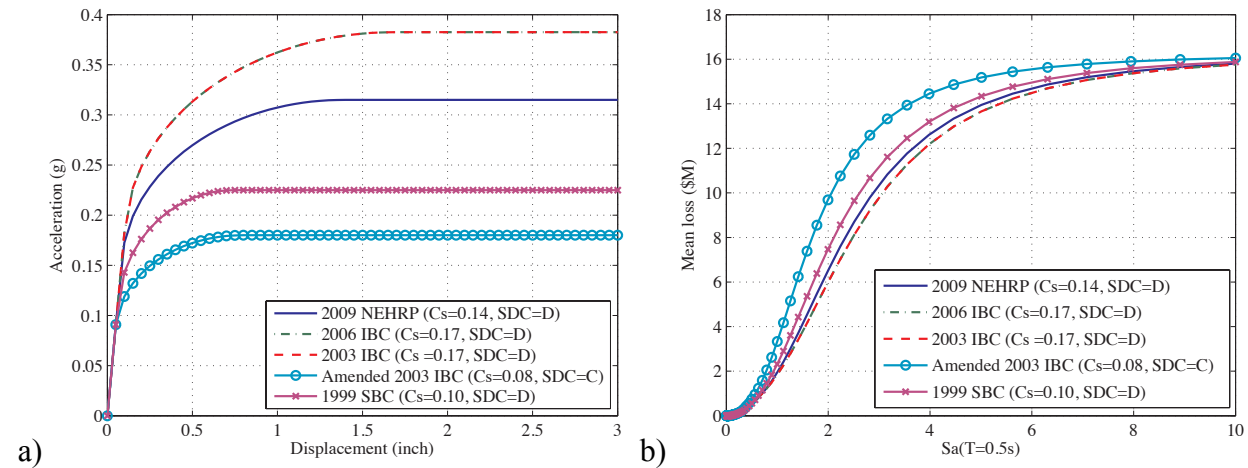 0.4
0.35
0.3
0.25
0.2
0.15
0.1
0.05
0
Acceleration (g)
2009 NEHRP (Cs=0.14, SDC=D)
2006 IBC (Cs=0.17, SDC=D)
2003 IBC (Cs =0.17, SDC=D)
Amended 2003 IBC (Cs=0.08, SDC=C)
1999 SBC (Cs=0.10, SDC=D)
0 0.5 1 1.5 2 2.5 3
Displacement (inch)
a)
$18
16
14
12
10
8
6
4
2
0
Mean loss ($M)
2009 NEHRP (Cs=0.14, SDC=D)
2006 IBC (Cs=0.17, SDC=D)
2003 IBC (Cs=0.17, SDC=D)
Amended 2003 IBC (Cs=0.08, SDC=C)
1999 SBC (Cs=0.10, SDC=D)
0 2 4 6 8 10
Sa(T=0.5s)
b)